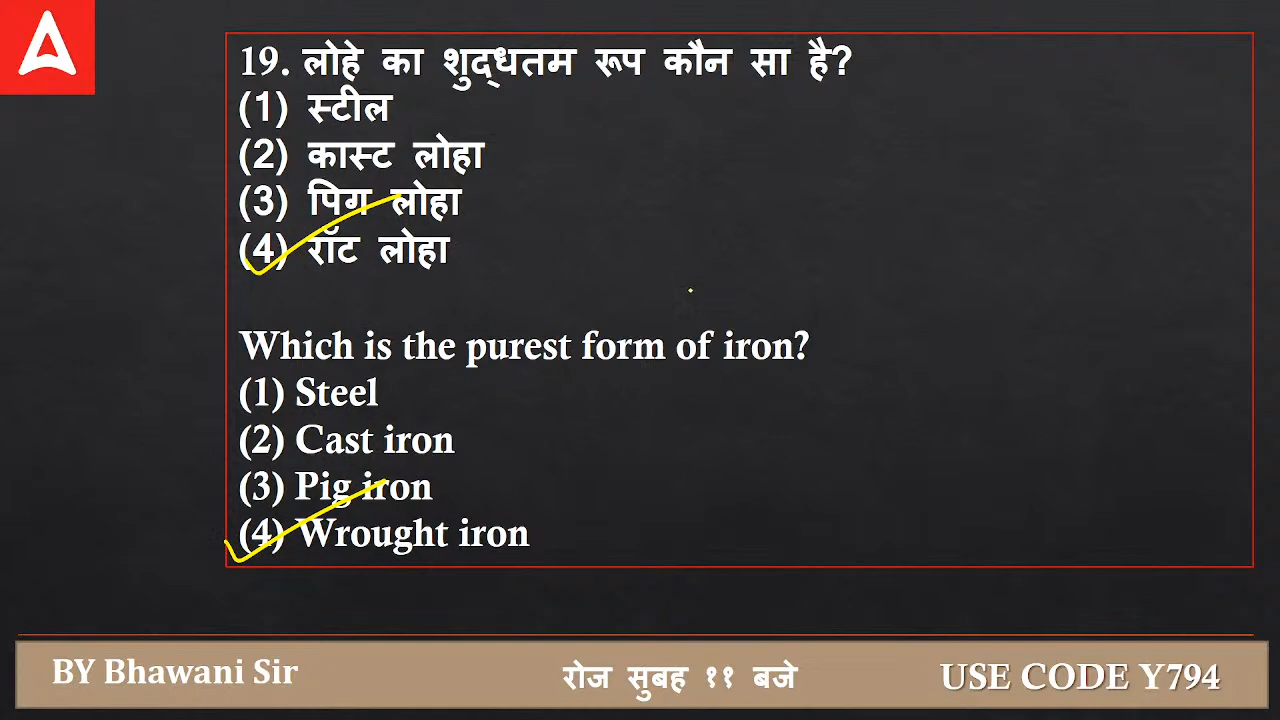 19. लोहे का शुद्धतम रूप कौन सा है?
(1) स्टील
(2) कास्ट लोहा
(3) पिग लोहा
(4) रॉट लोहा
Which is the purest form of iron?
(1) Steel
(2) Cast iron
(3) Pig iron
(4) Wrought iron
BY Bhawani Sir
रोज सुबह ११ बजे
USE CODE Y794